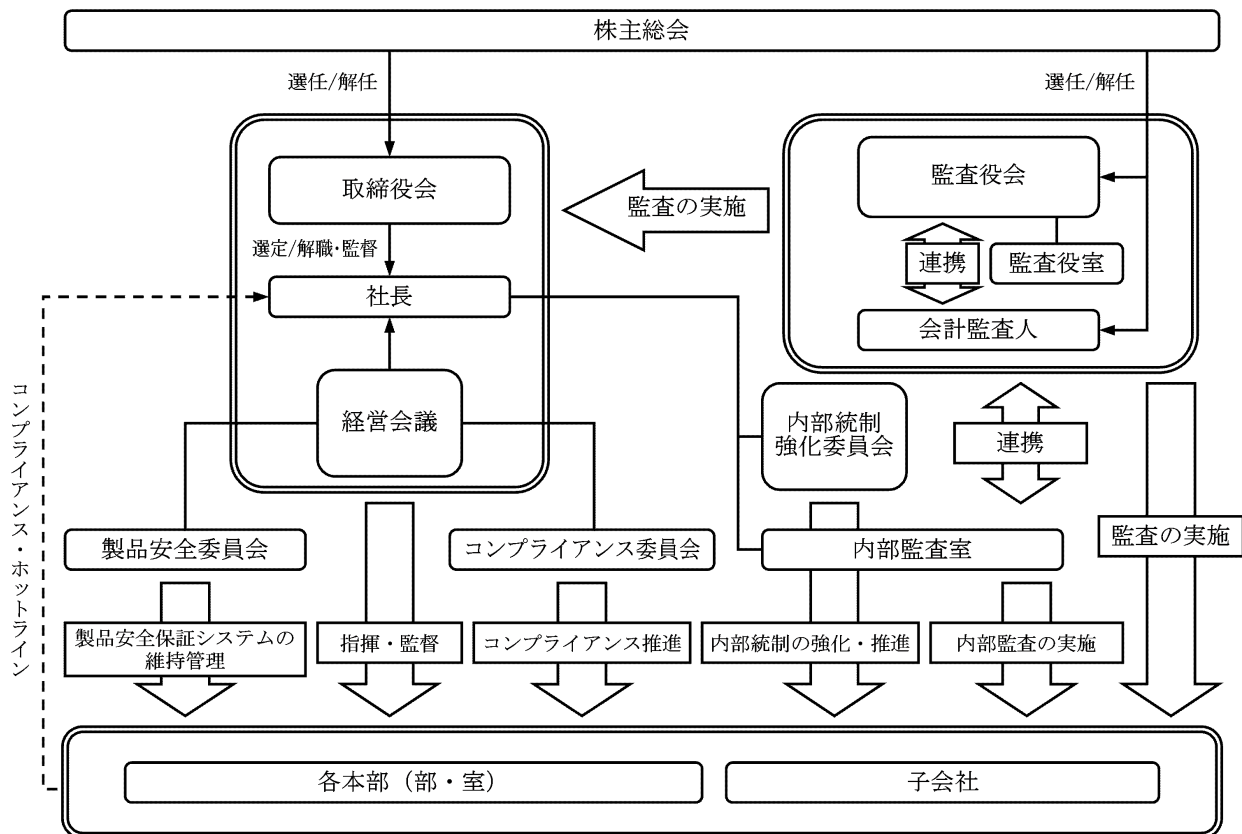 株主総会
選任/解任
選任/解任
取締役会
監査の実施
監査役会
選定/解職・監督
連携
監査役室
社長
会計監査人
経営会議
内部統制
強化委員会
連携
コンプライアンス・ホットライン
製品安全委員会
コンプライアンス委員会
内部監査室
監査の実施
製品安全保証システムの
維持管理
指揮・監督
コンプライアンス推進
内部統制の強化・推進
内部監査の実施
各本部（部・室）
子会社